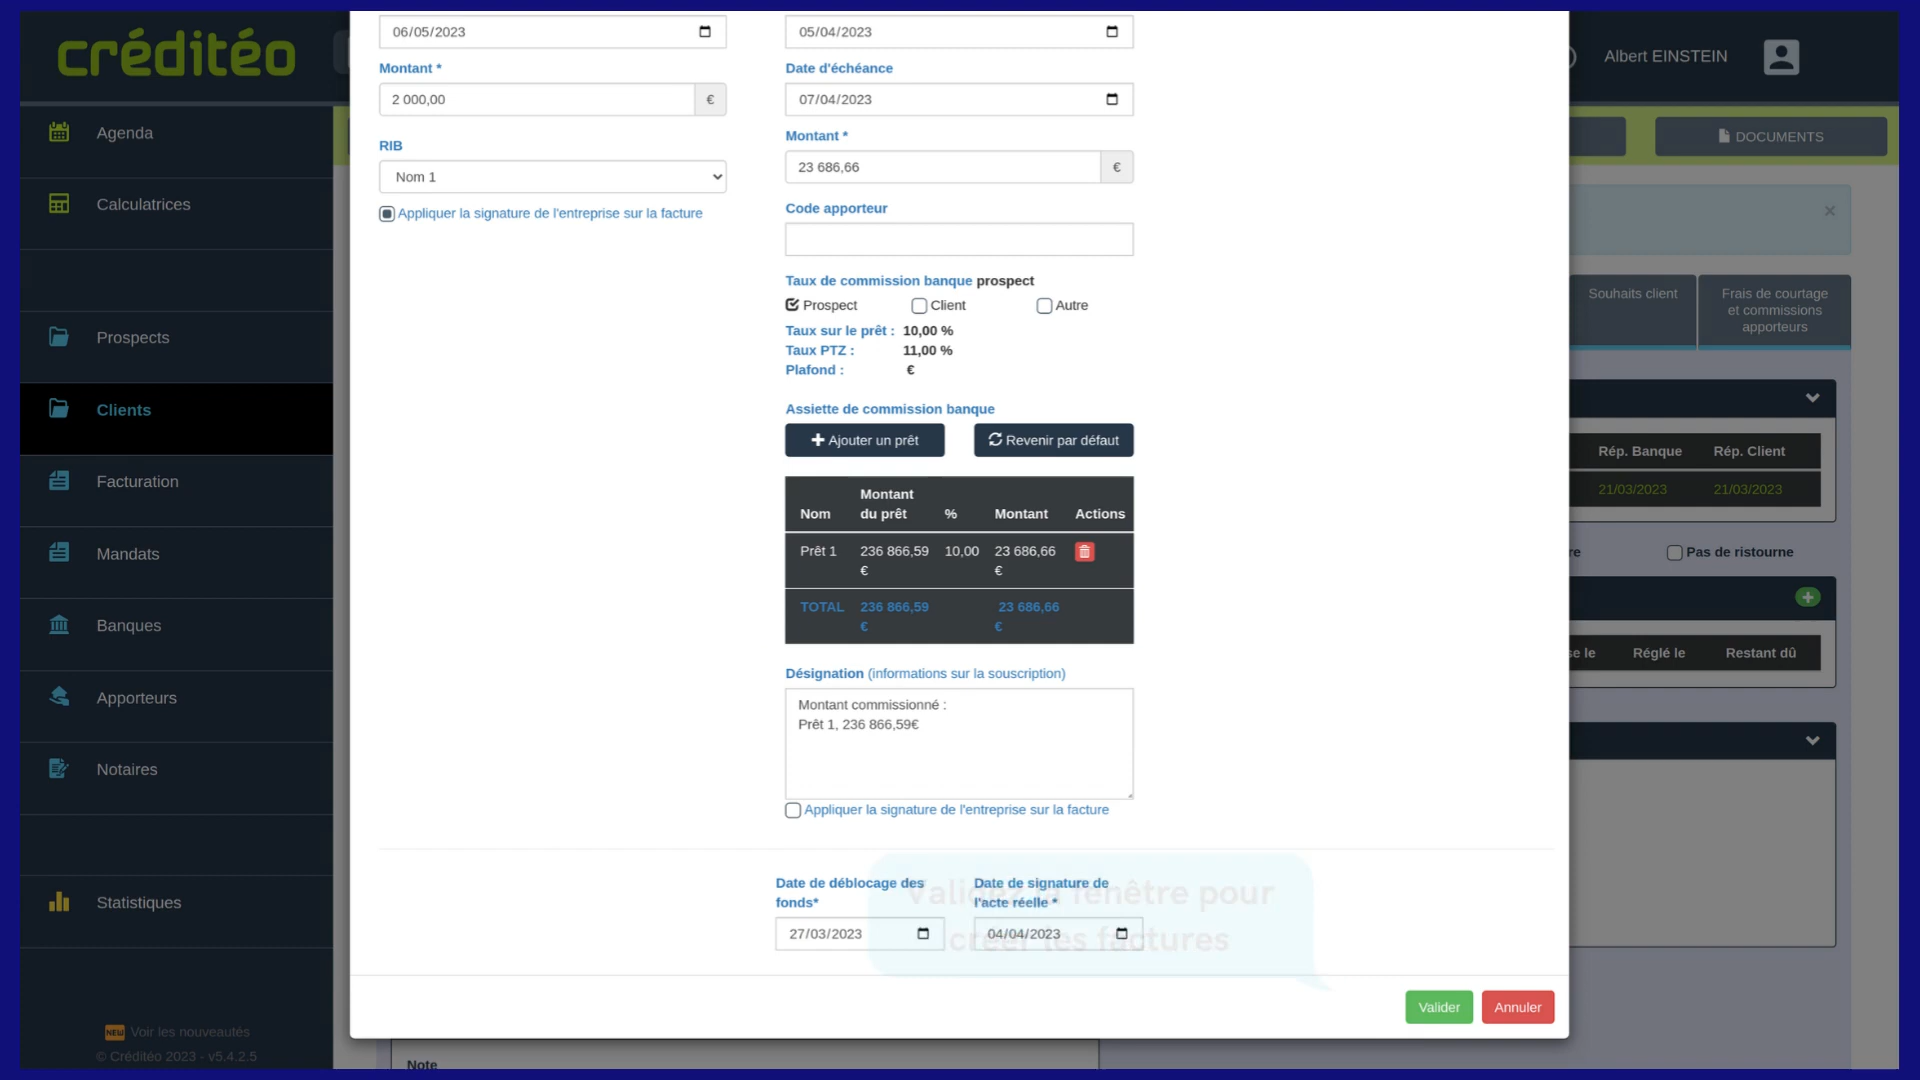 créditéo
Albert EINSTEIN
Agenda
Calculatrices
Prospects
Clients
Facturation
Mandats
Banques
Apporteurs
Notaires
Statistiques
NEW Voir les nouveautés
© Créditéo 2023 - v5.4.2.5
06/05/2023
Montant *
2 000,00 €
RIB
Nom 1
Appliquer la signature de l'entreprise sur la facture
05/04/2023
Date d'échéance
07/04/2023
Montant *
23 686,66 €
Code apporteur
Taux de commission banque prospect
Prospect Client Autre
Taux sur le prêt : 10,00 %
Taux PTZ : 11,00 %
Plafond : €
Assiette de commission banque
Ajouter un prêt Revenir par défaut
Montant
Nom du prêt % Montant Actions
Prêt 1 236 866,59 10,00 23 686,66
€ €
TOTAL 236 866,59 23 686,66
€ €
Désignation (informations sur la souscription)
Montant commissionné :
Prêt 1, 236 866,59€
Appliquer la signature de l'entreprise sur la facture
Date de déblocage des
fonds*
27/03/2023
Date de signature de
l'acte réelle *
04/04/2023
Validez la fenêtre pour
créer les factures
Valider Annuler
DOCUMENTS
×
Souhaits client
Frais de courtage
et commissions
apporteurs
Rép. Banque Rép. Client
21/03/2023 21/03/2023
Pas de ristourne
Réglé le Restant dû
Note